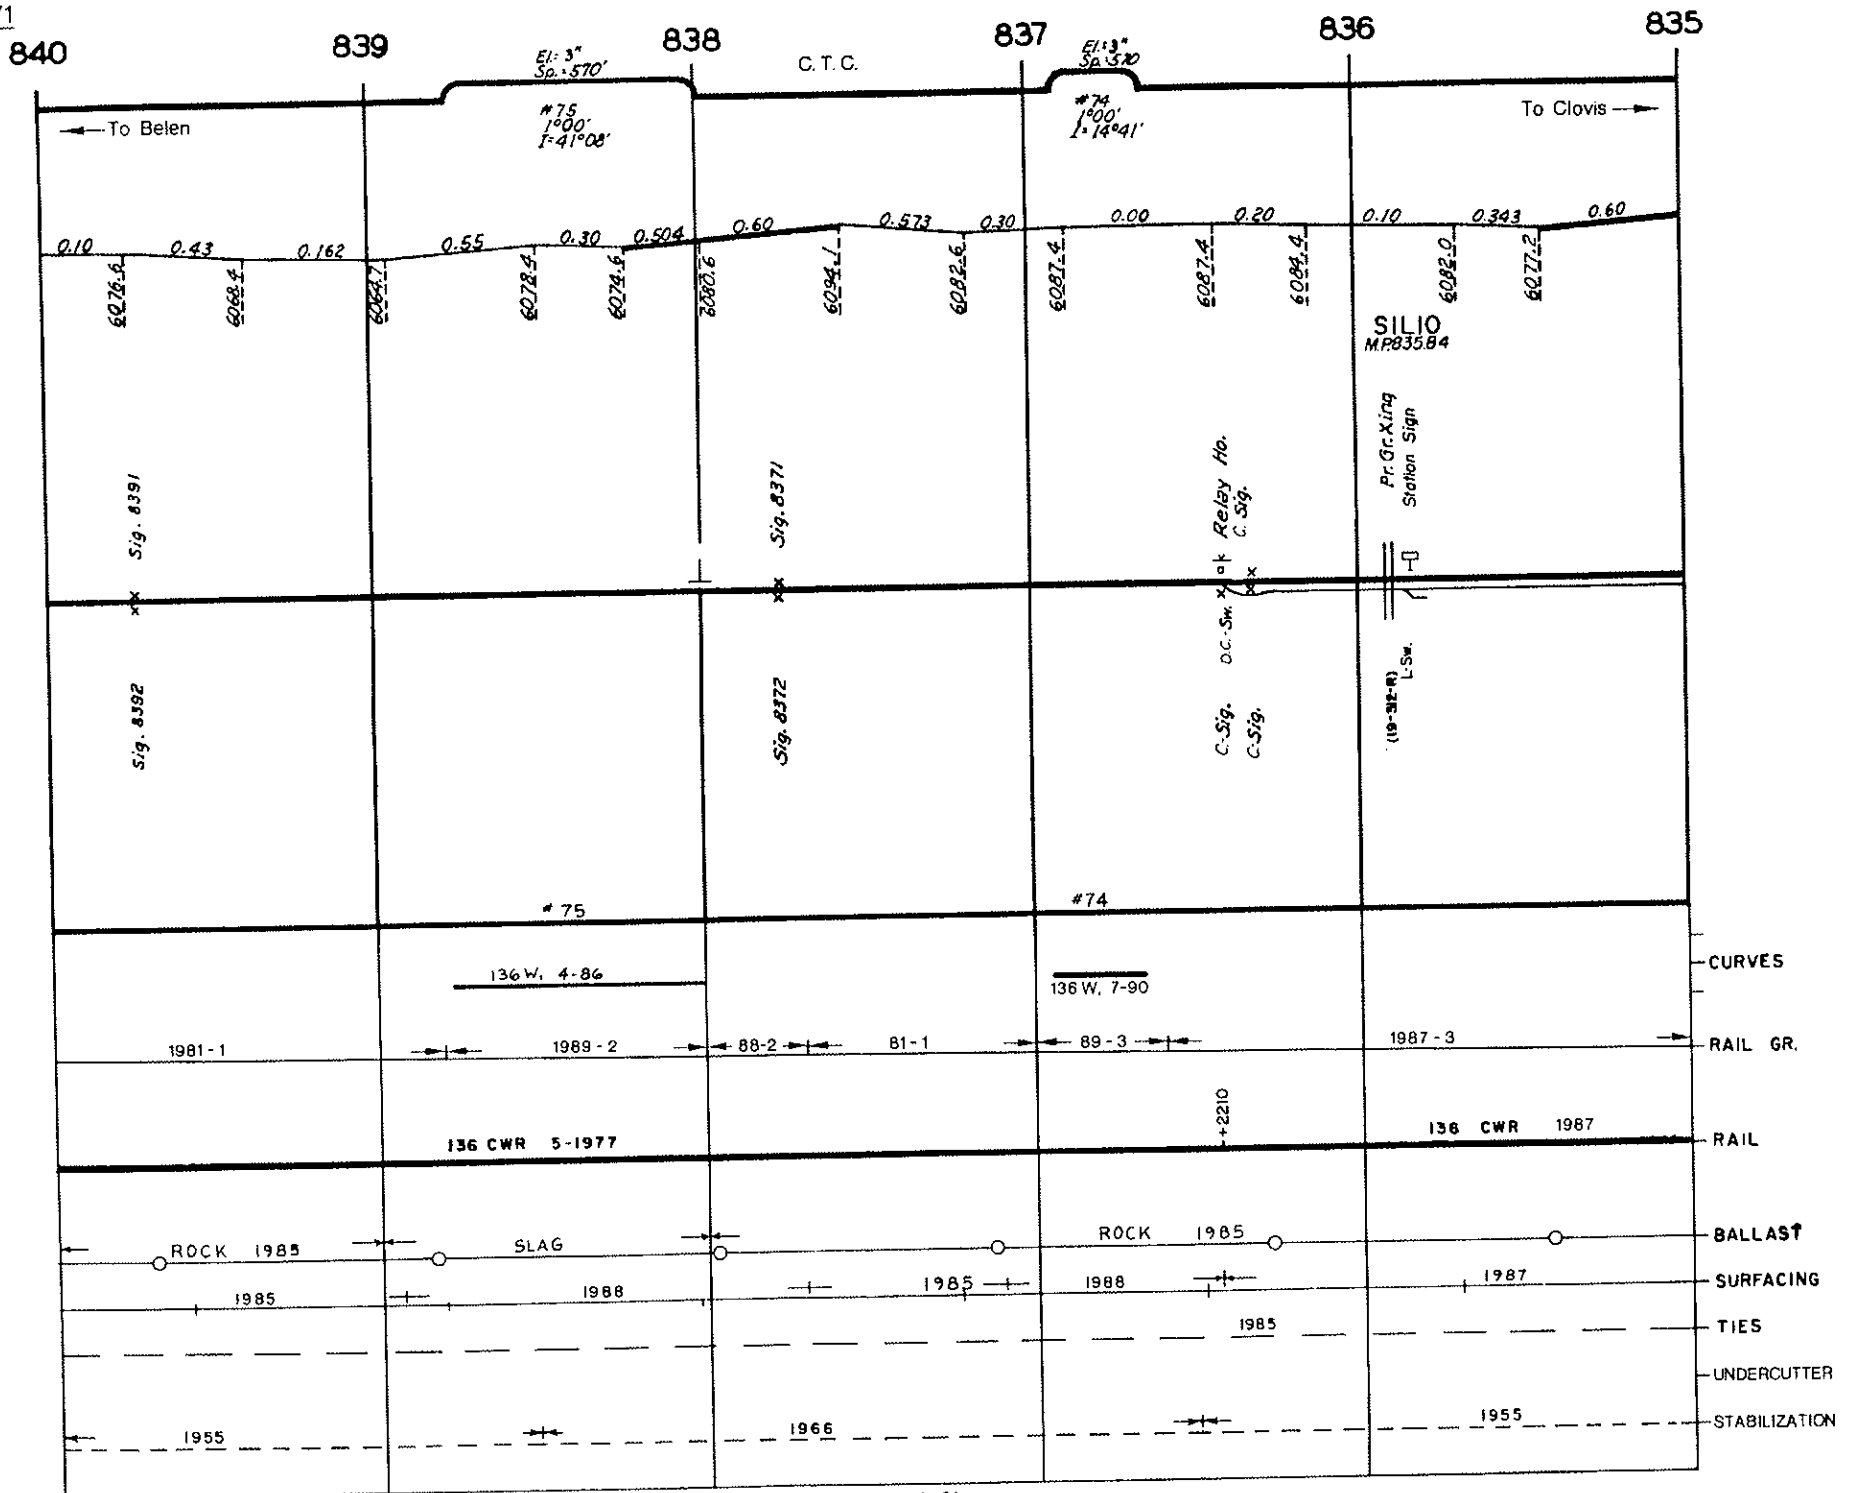 71
840 839 838 837 836 835
El.: 3"
Sp.: 570'
C. T. C.
El.: 3"
Sp.: 570
← To Belen
#75
1°00'
I=41°08'
#74
1°00'
I=14°41'
To Clovis →
0.10 0.43 0.162 0.55 0.30 0.504 0.60 0.573 0.30 0.00 0.20 0.10 0.343 0.60
6076.6 6068.4 6064.7 6078.4 6074.6 6080.6 6094.1 6082.6 6087.4 6087.4 6084.4 6082.0 6077.2
SILIO
M.P.835.84
Sig. 8391
Sig. 8371
Relay Ho.
C. Sig.
Pr. Gr. Xing
Station Sign
Sig. 8392
Sig. 8372
C-Sig.
D.C.-Sw.
C-Sig.
(19-312-R)
L-Sw.
#75 #74
CURVES
136 W, 4-86
136 W, 7-90
1981-1 1989-2 88-2 81-1 89-3 1987-3 RAIL GR.
+2210
136 CWR 5-1977 136 CWR 1987 RAIL
ROCK 1985 SLAG ROCK 1985 BALLAST
1985 1988 1985 1988 1987 SURFACING
1985 TIES
UNDERCUTTER
1955 1966 1955 STABILIZATION